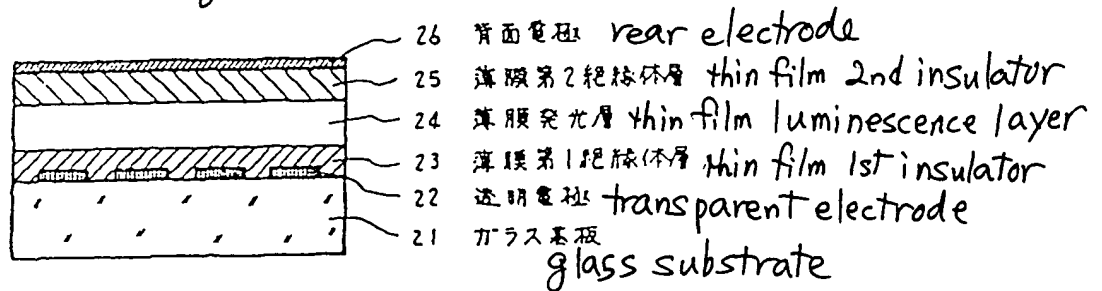 26 背面電極 rear electrode
25 薄膜第2絶縁体層 thin film 2nd insulator
24 薄膜発光層 thin film luminescence layer
23 薄膜第1絶縁体層 thin film 1st insulator
22 透明電極 transparent electrode
21 ガラス基板
glass substrate